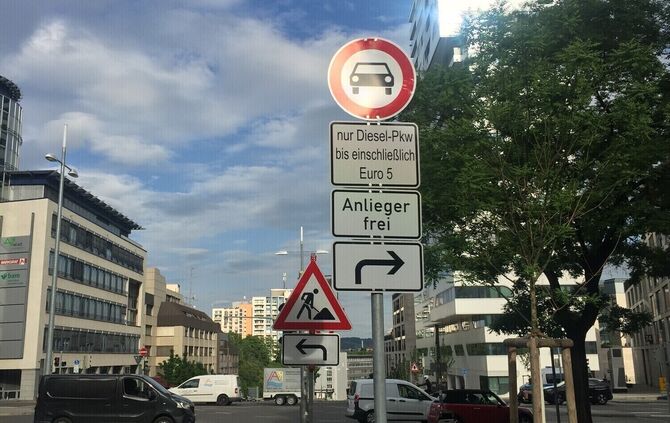 nur Diesel-Pkw
bis einschließlich
Euro 5
Anlieger
frei